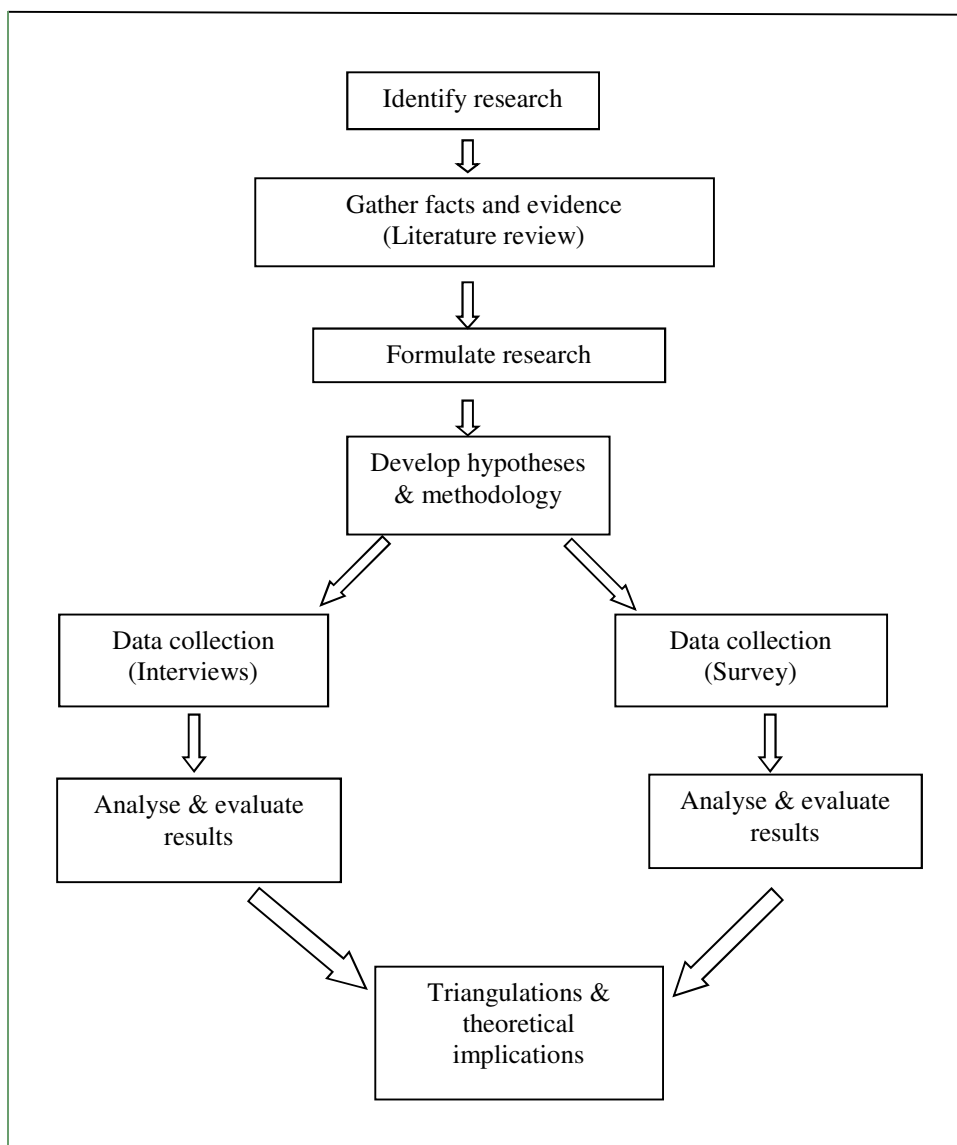 Identify research
Gather facts and evidence
(Literature review)
Formulate research
Develop hypotheses
& methodology
Data collection
(Interviews)
Data collection
(Survey)
Analyse & evaluate
results
Analyse & evaluate
results
Triangulations &
theoretical
implications